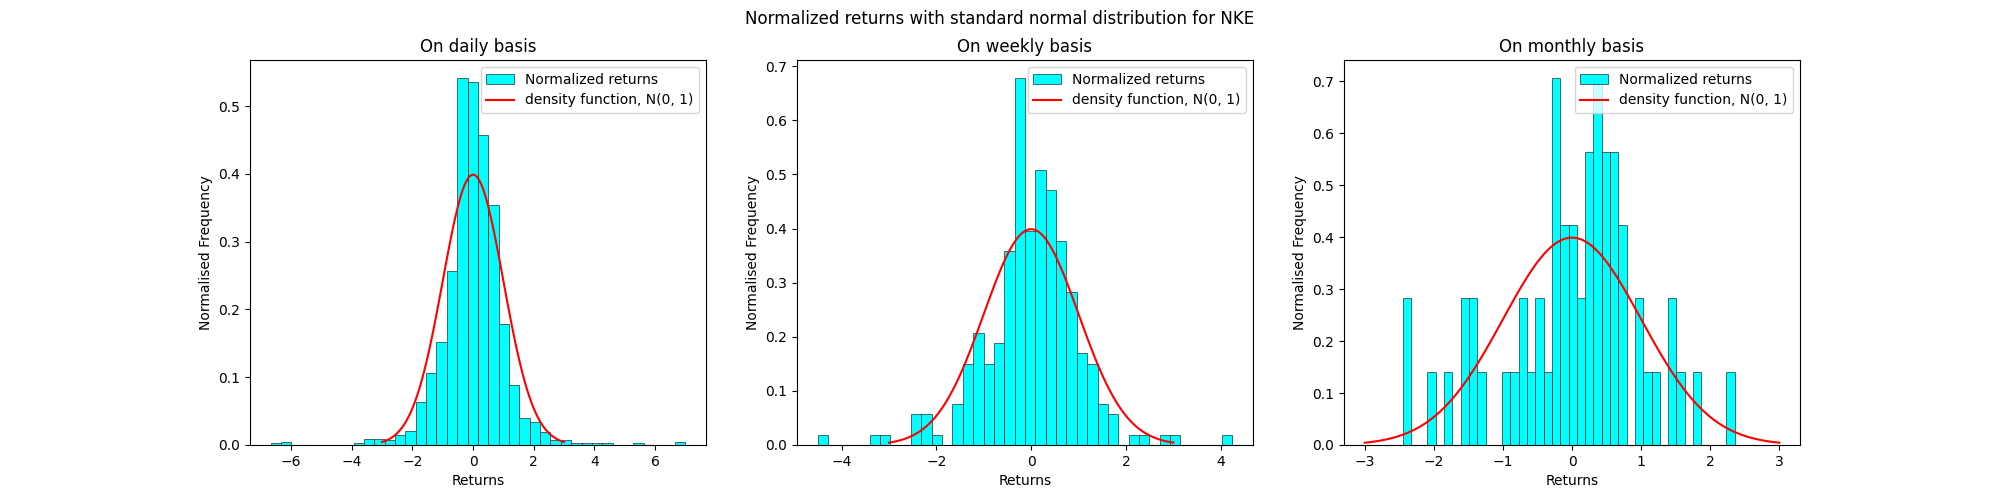 Normalized returns with standard normal distribution for NKE
On daily basis
Normalized returns
density function, N(0, 1)
Normalised Frequency
0.5
0.4
0.3
0.2
0.1
0.0
−6 −4 −2 0 2 4 6
Returns
On weekly basis
Normalized returns
density function, N(0, 1)
Normalised Frequency
0.7
0.6
0.5
0.4
0.3
0.2
0.1
0.0
−4 −2 0 2 4
Returns
On monthly basis
Normalized returns
density function, N(0, 1)
Normalised Frequency
0.7
0.6
0.5
0.4
0.3
0.2
0.1
0.0
−3 −2 −1 0 1 2 3
Returns